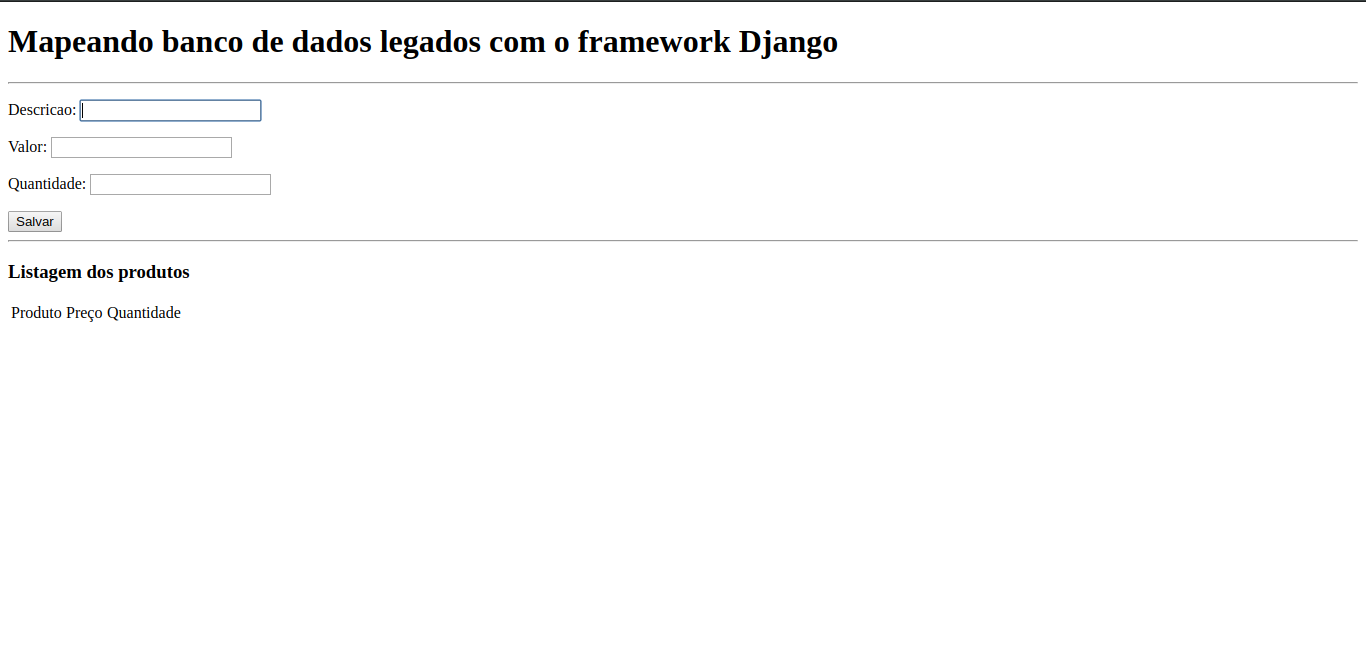 Mapeando banco de dados legados com o framework Django
Descricao:
Valor:
Quantidade:
Salvar
Listagem dos produtos
Produto Preço Quantidade